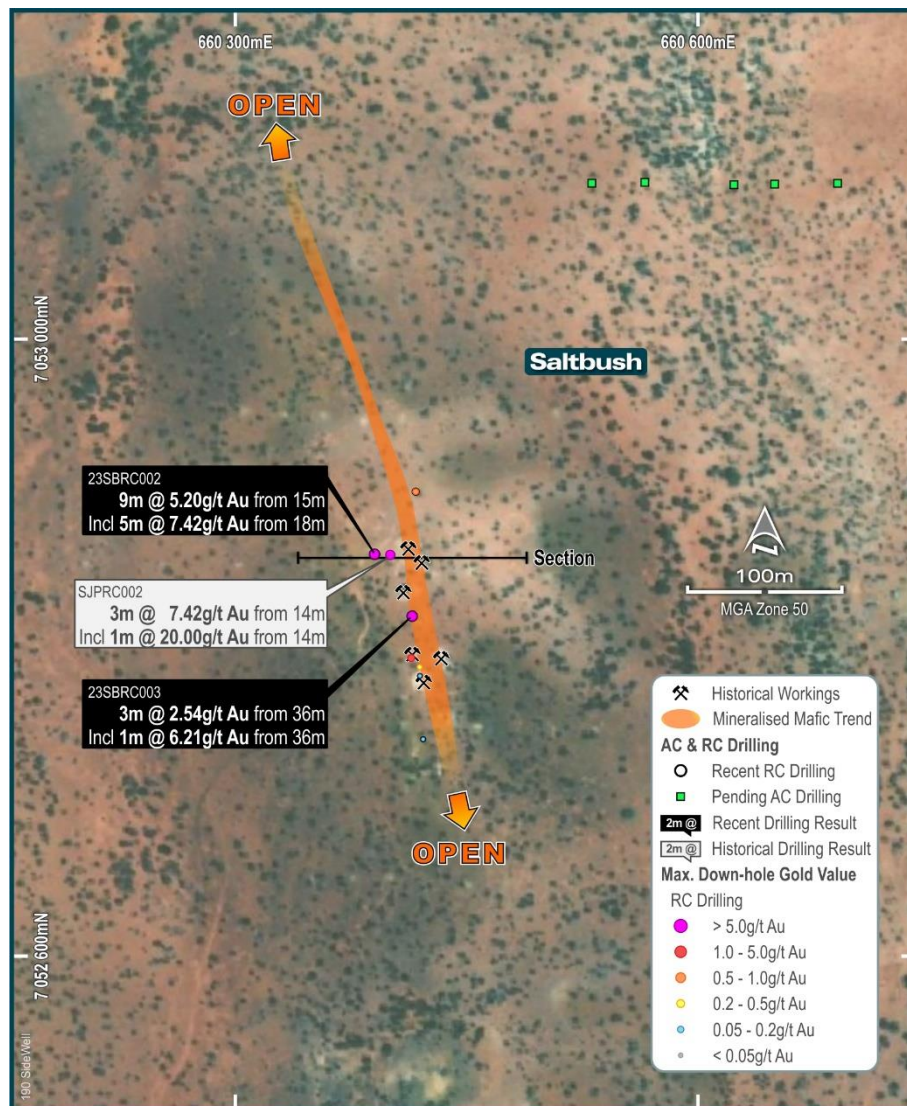 660 300mE
660 600mE
OPEN
7 053 000mN
Saltbush
23SBRC002
9m @ 5.20g/t Au from 15m
Incl 5m @ 7.42g/t Au from 18m
Section
SJPRC002
3m @ 7.42g/t Au from 14m
Incl 1m @ 20.00g/t Au from 14m
23SBRC003
3m @ 2.54g/t Au from 36m
Incl 1m @ 6.21g/t Au from 36m
N
100m
MGA Zone 50
OPEN
7 052 600mN
190 SideWell
Historical Workings
Mineralised Mafic Trend
AC & RC Drilling
Recent RC Drilling
Pending AC Drilling
2m @ Recent Drilling Result
2m @ Historical Drilling Result
Max. Down-hole Gold Value
RC Drilling
> 5.0g/t Au
1.0 - 5.0g/t Au
0.5 - 1.0g/t Au
0.2 - 0.5g/t Au
0.05 - 0.2g/t Au
< 0.05g/t Au